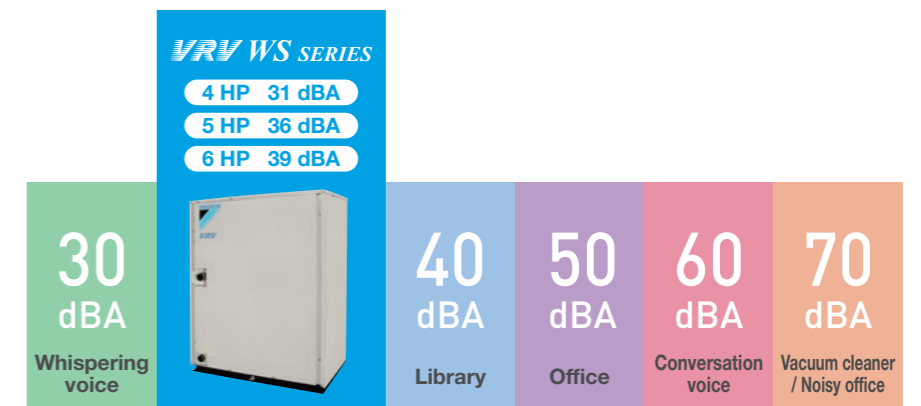 VRV WS SERIES
4 HP 31 dBA
5 HP 36 dBA
6 HP 39 dBA
VRV
30
dBA
Whispering
voice
40
dBA
Library
50
dBA
Office
60
dBA
Conversation
voice
70
dBA
Vacuum cleaner
/ Noisy office